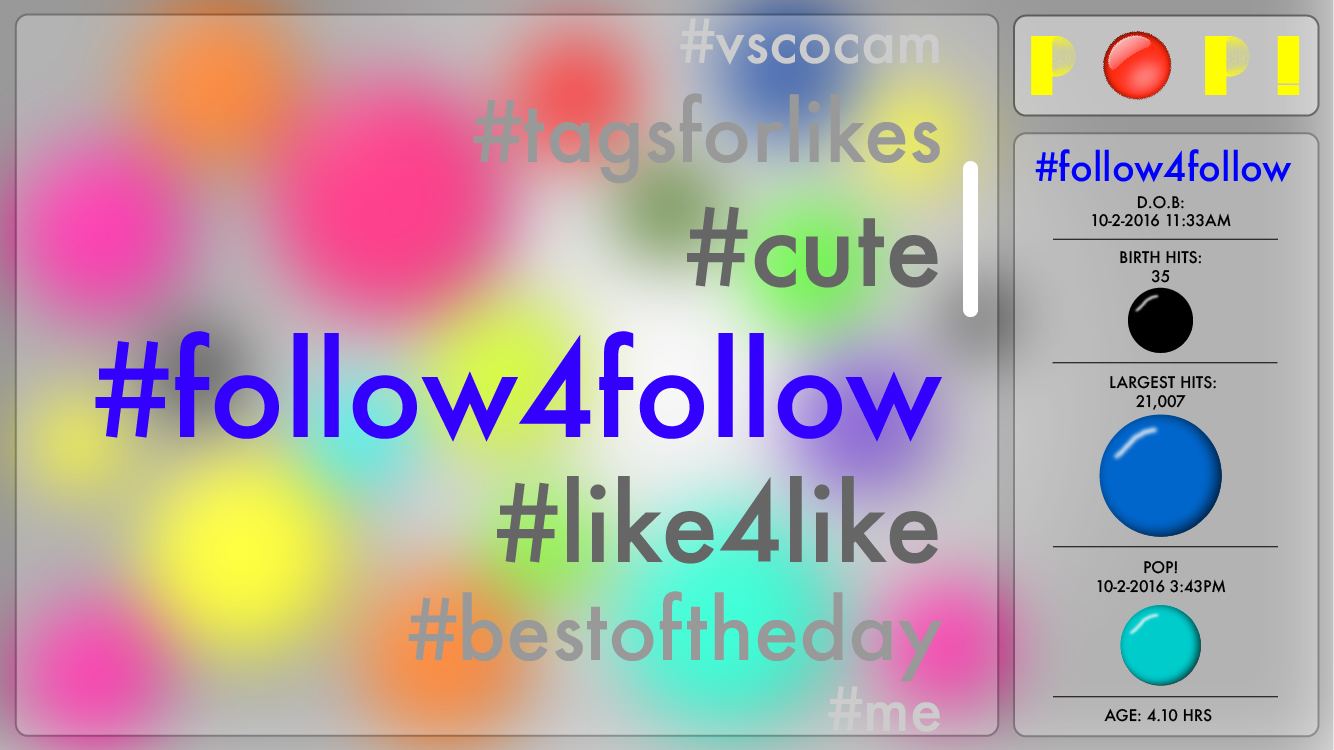 #vscocam
#tagsforlikes
#cute
#follow4follow
#like4like
#bestoftheday
#me
POP!
#follow4follow
D.O.B:
10-2-2016 11:33AM
BIRTH HITS:
35
LARGEST HITS:
21,007
POP!
10-2-2016 3:43PM
AGE: 4.10 HRS